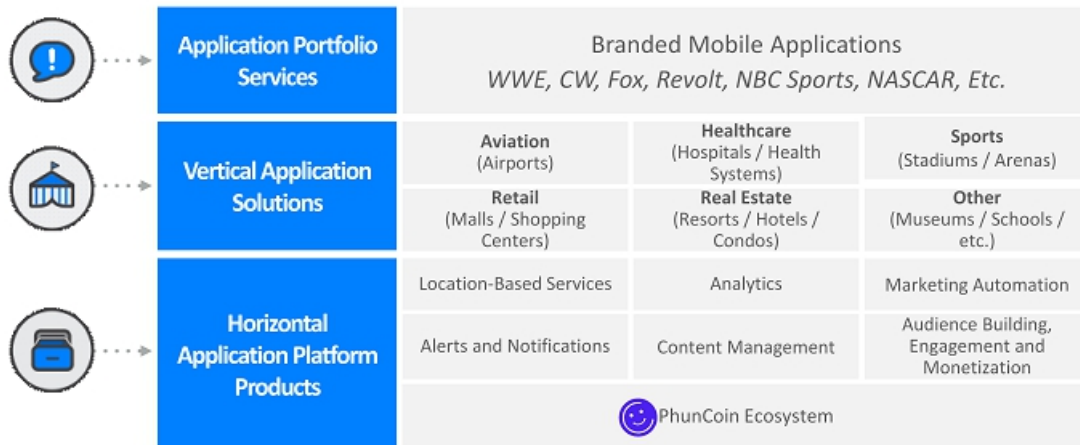 Application Portfolio
Services
Branded Mobile Applications
WWE, CW, Fox, Revolt, NBC Sports, NASCAR, Etc.
Vertical Application
Solutions
Aviation
(Airports)
Healthcare
(Hospitals / Health
Systems)
Sports
(Stadiums / Arenas)
Retail
(Malls / Shopping
Centers)
Real Estate
(Resorts / Hotels /
Condos)
Other
(Museums / Schools /
etc.)
Horizontal
Application Platform
Products
Location-Based Services
Analytics
Marketing Automation
Alerts and Notifications
Content Management
Audience Building,
Engagement and
Monetization
PhunCoin Ecosystem